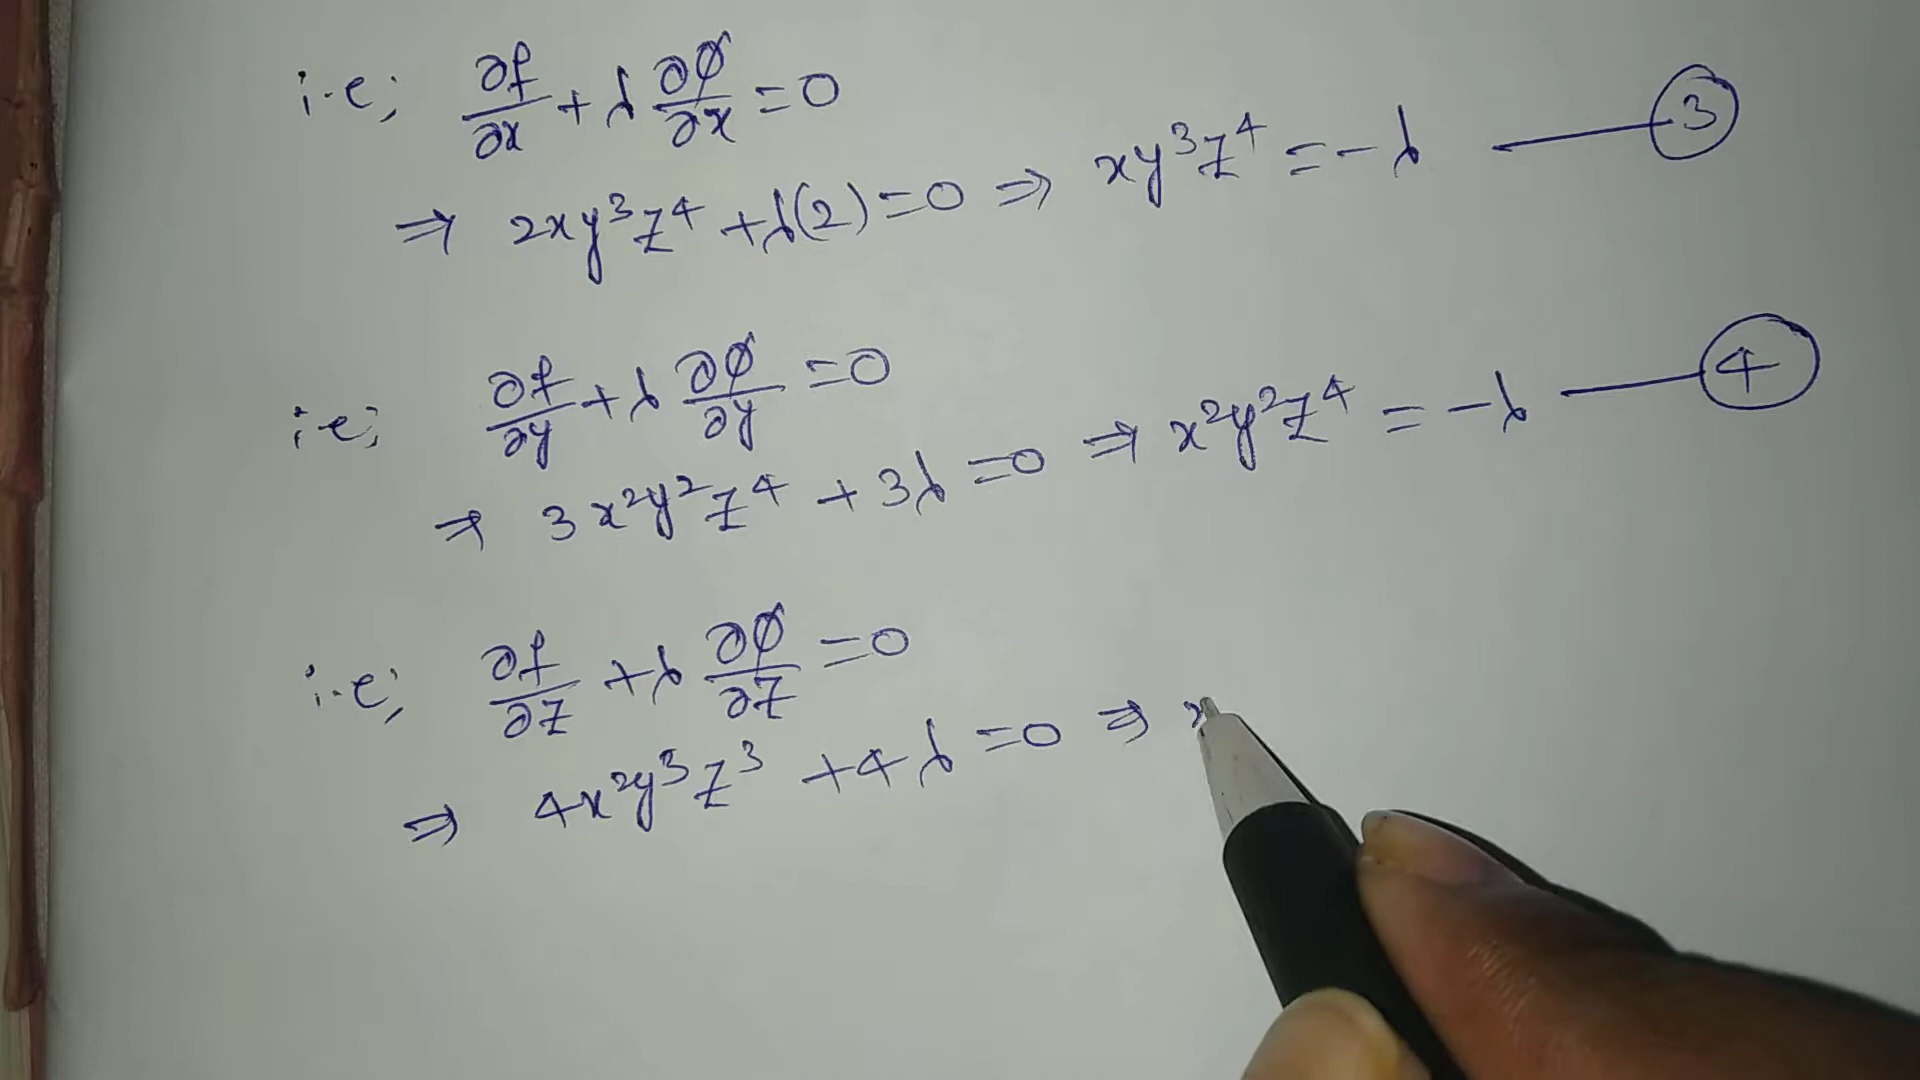 i.e; ∂f/∂x + λ ∂φ/∂x = 0
⇒ 2xy³z⁴ + λ(2) = 0 ⇒ xy³z⁴ = -λ — ③
i.e; ∂f/∂y + λ ∂φ/∂y = 0
⇒ 3x²y²z⁴ + 3λ = 0 ⇒ x²y²z⁴ = -λ — ④
i.e; ∂f/∂z + λ ∂φ/∂z = 0
⇒ 4x²y³z³ + 4λ = 0 ⇒ x